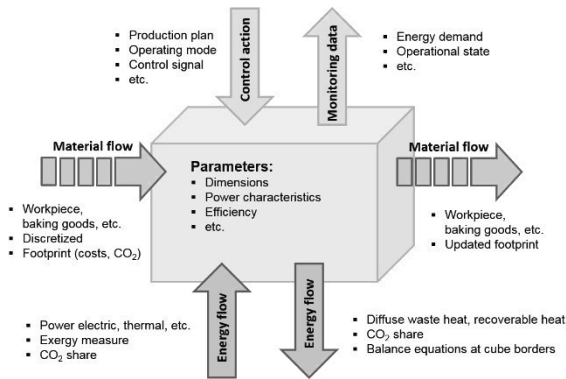 ▪ Production plan
▪ Operating mode
▪ Control signal
▪ etc.
Control action
Monitoring data
▪ Energy demand
▪ Operational state
▪ etc.
Material flow
▪ Workpiece,
baking goods, etc.
▪ Discretized
▪ Footprint (costs, CO₂)
Parameters:
▪ Dimensions
▪ Power characteristics
▪ Efficiency
▪ etc.
Material flow
▪ Workpiece,
baking goods, etc.
▪ Updated footprint
▪ Power electric, thermal, etc.
▪ Exergy measure
▪ CO₂ share
Energy flow
Energy flow
▪ Diffuse waste heat, recoverable heat
▪ CO₂ share
▪ Balance equations at cube borders